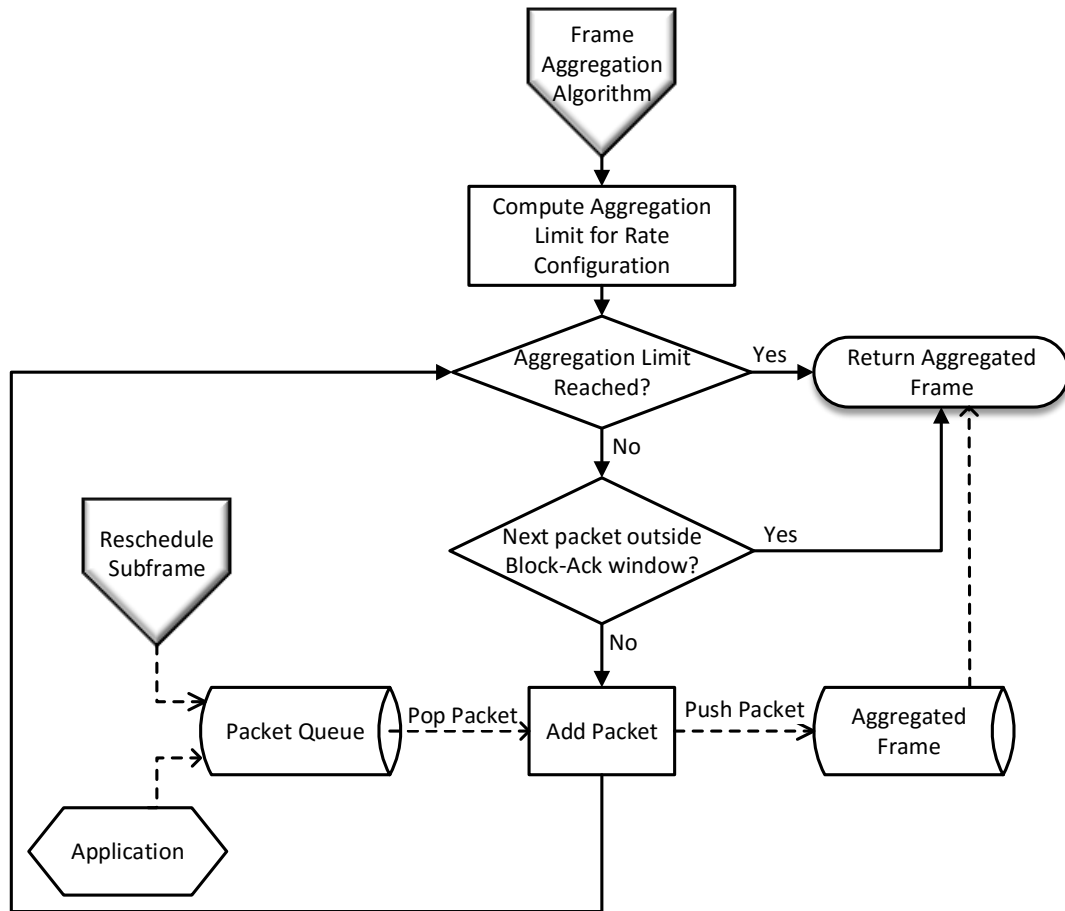 Frame
Aggregation
Algorithm
Compute Aggregation
Limit for Rate
Configuration
Aggregation Limit
Reached?
Yes
Return Aggregated
Frame
No
Next packet outside
Block-Ack window?
Yes
Reschedule
Subframe
No
Packet Queue
Pop Packet
Add Packet
Push Packet
Aggregated
Frame
Application